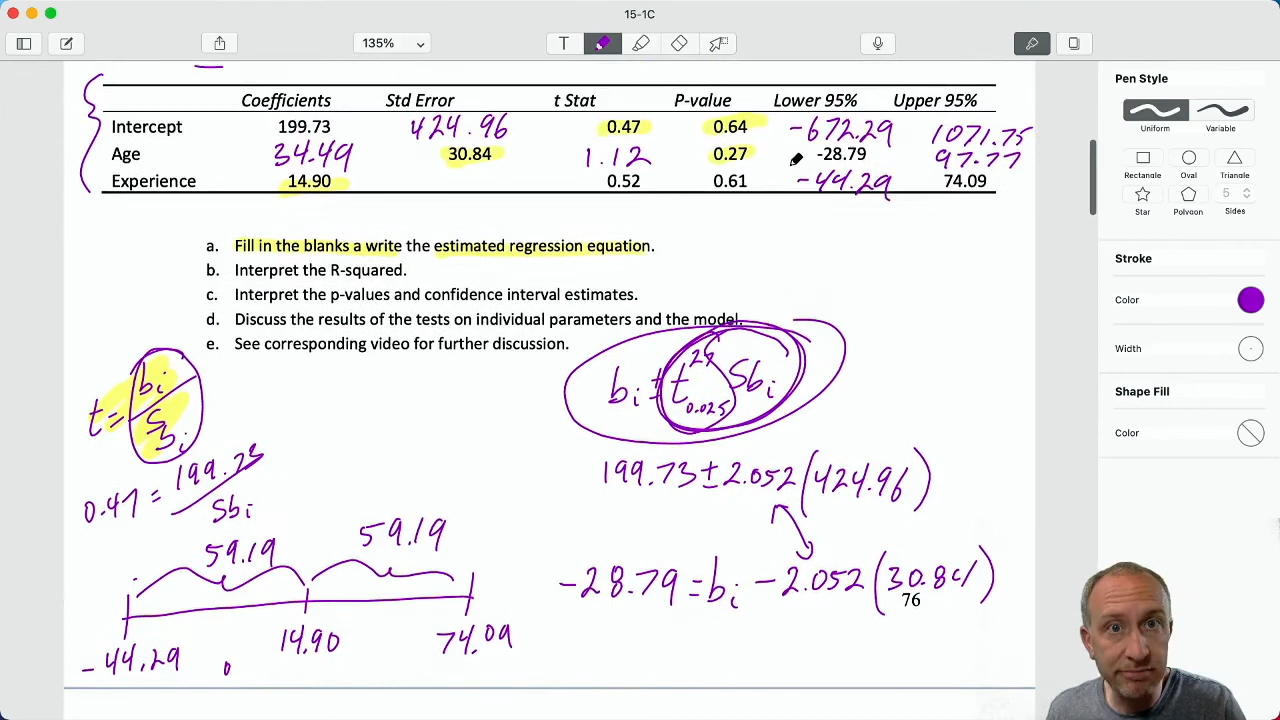 15-1C
135%
T
Coefficients Std Error t Stat P-value Lower 95% Upper 95%
Intercept 199.73 424.96 0.47 0.64 -672.29 1071.75
Age 34.49 30.84 1.12 0.27 -28.79 97.77
Experience 14.90 0.52 0.61 -44.29 74.09
a. Fill in the blanks a write the estimated regression equation.
b. Interpret the R-squared.
c. Interpret the p-values and confidence interval estimates.
d. Discuss the results of the tests on individual parameters and the model.
e. See corresponding video for further discussion.
t = bi / Sbi
bi ± t 27 0.025 Sbi
0.47 = 199.73 / Sbi
199.73 ± 2.052 (424.96)
59.19 59.19
-28.79 = bi - 2.052 (30.84)
76
-44.29 0 14.90 74.09
Pen Style
Uniform Variable
Rectangle Oval Triangle
Star Polygon 5 Sides
Stroke
Color
Width
Shape Fill
Color